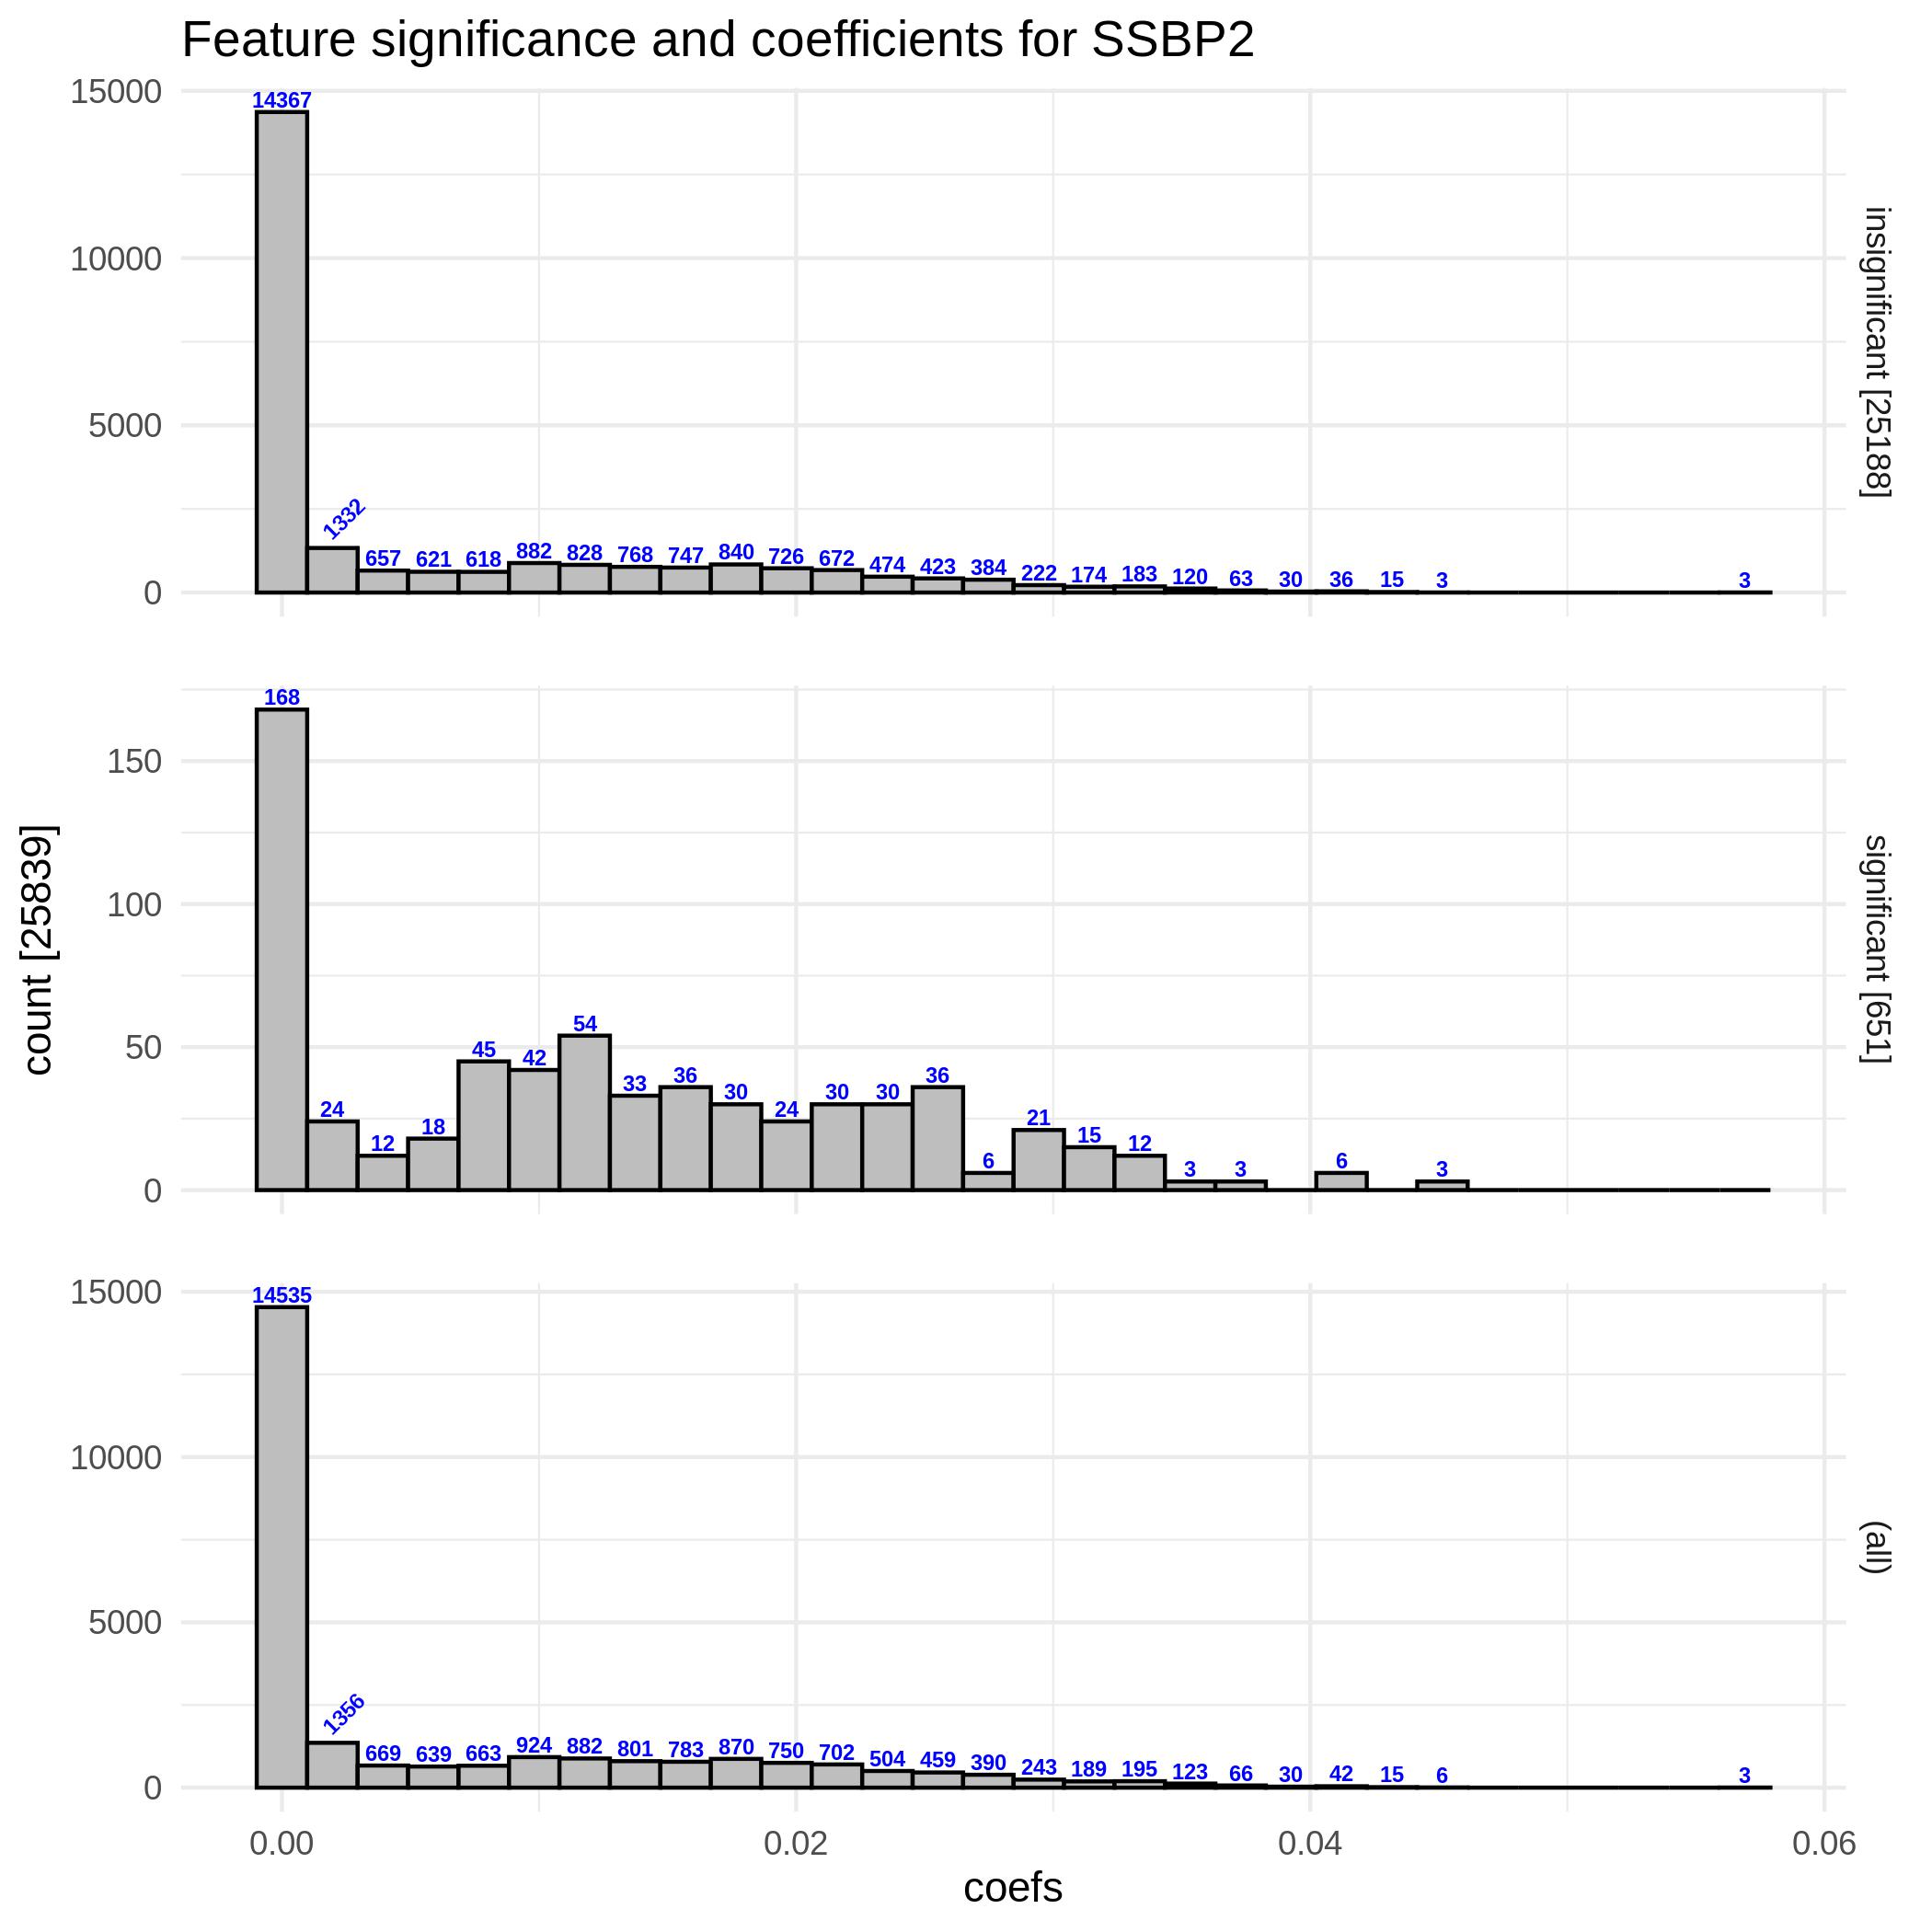 Feature significance and coefficients for SSBP2
count [25839]
15000
10000
5000
0
14367
1332
657 621 618 882 828 768 747 840 726 672 474 423 384 222 174 183 120 63 30 36 15 3 3
insignificant [25188]
150
100
50
0
168
24 12 18 45 42 54 33 36 30 24 30 30 36 6 21 15 12 3 3 6 3
significant [651]
15000
10000
5000
0
14535
1356
669 639 663 924 882 801 783 870 750 702 504 459 390 243 189 195 123 66 30 42 15 6 3
(all)
0.00 0.02 0.04 0.06
coefs